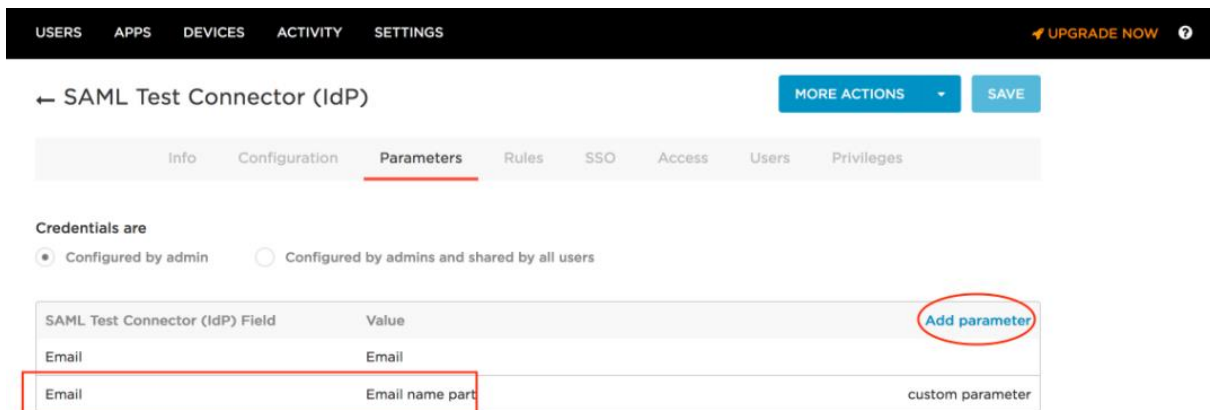 USERS APPS DEVICES ACTIVITY SETTINGS UPGRADE NOW ?
← SAML Test Connector (IdP) MORE ACTIONS SAVE
Info Configuration Parameters Rules SSO Access Users Privileges
Credentials are
Configured by admin Configured by admins and shared by all users
SAML Test Connector (IdP) Field Value Add parameter
Email Email
Email Email name part custom parameter